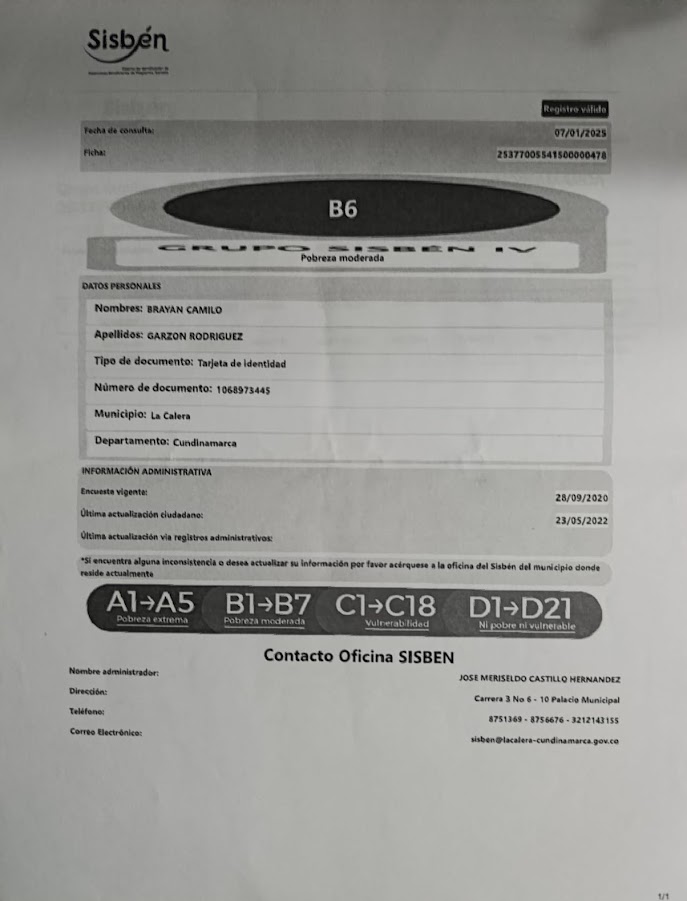 Sisbén
Registro válido
Fecha de consulta: 07/01/2025
Ficha: 25377005541500000478
B6
GRUPO SISBÉN IV
Pobreza moderada
DATOS PERSONALES
Nombres: BRAYAN CAMILO
Apellidos: GARZON RODRIGUEZ
Tipo de documento: Tarjeta de identidad
Número de documento: 1068973445
Municipio: La Calera
Departamento: Cundinamarca
INFORMACIÓN ADMINISTRATIVA
Encuesta vigente: 28/09/2020
Última actualización ciudadano: 23/05/2022
Última actualización via registros administrativos:
*Si encuentra alguna inconsistencia o desea actualizar su información por favor acérquese a la oficina del Sisbén del municipio donde
reside actualmente
A1→A5 B1→B7 C1→C18 D1→D21
Pobreza extrema Pobreza moderada Vulnerabilidad Ni pobre ni vulnerable
Contacto Oficina SISBEN
Nombre administrador: JOSE MERISELDO CASTILLO HERNANDEZ
Dirección: Carrera 3 No 6 - 10 Palacio Municipal
Teléfono: 8751369 - 8756676 - 3212143155
Correo Electrónico: sisben@lacalera-cundinamarca.gov.co
1/1